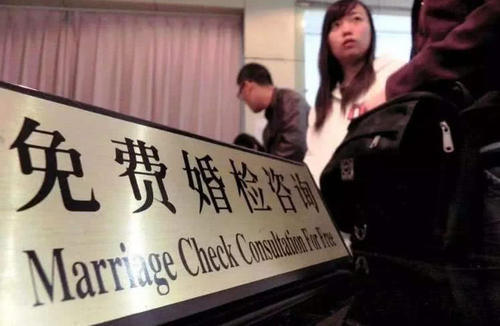 免费婚检咨询
Marriage Check Consultation For Free